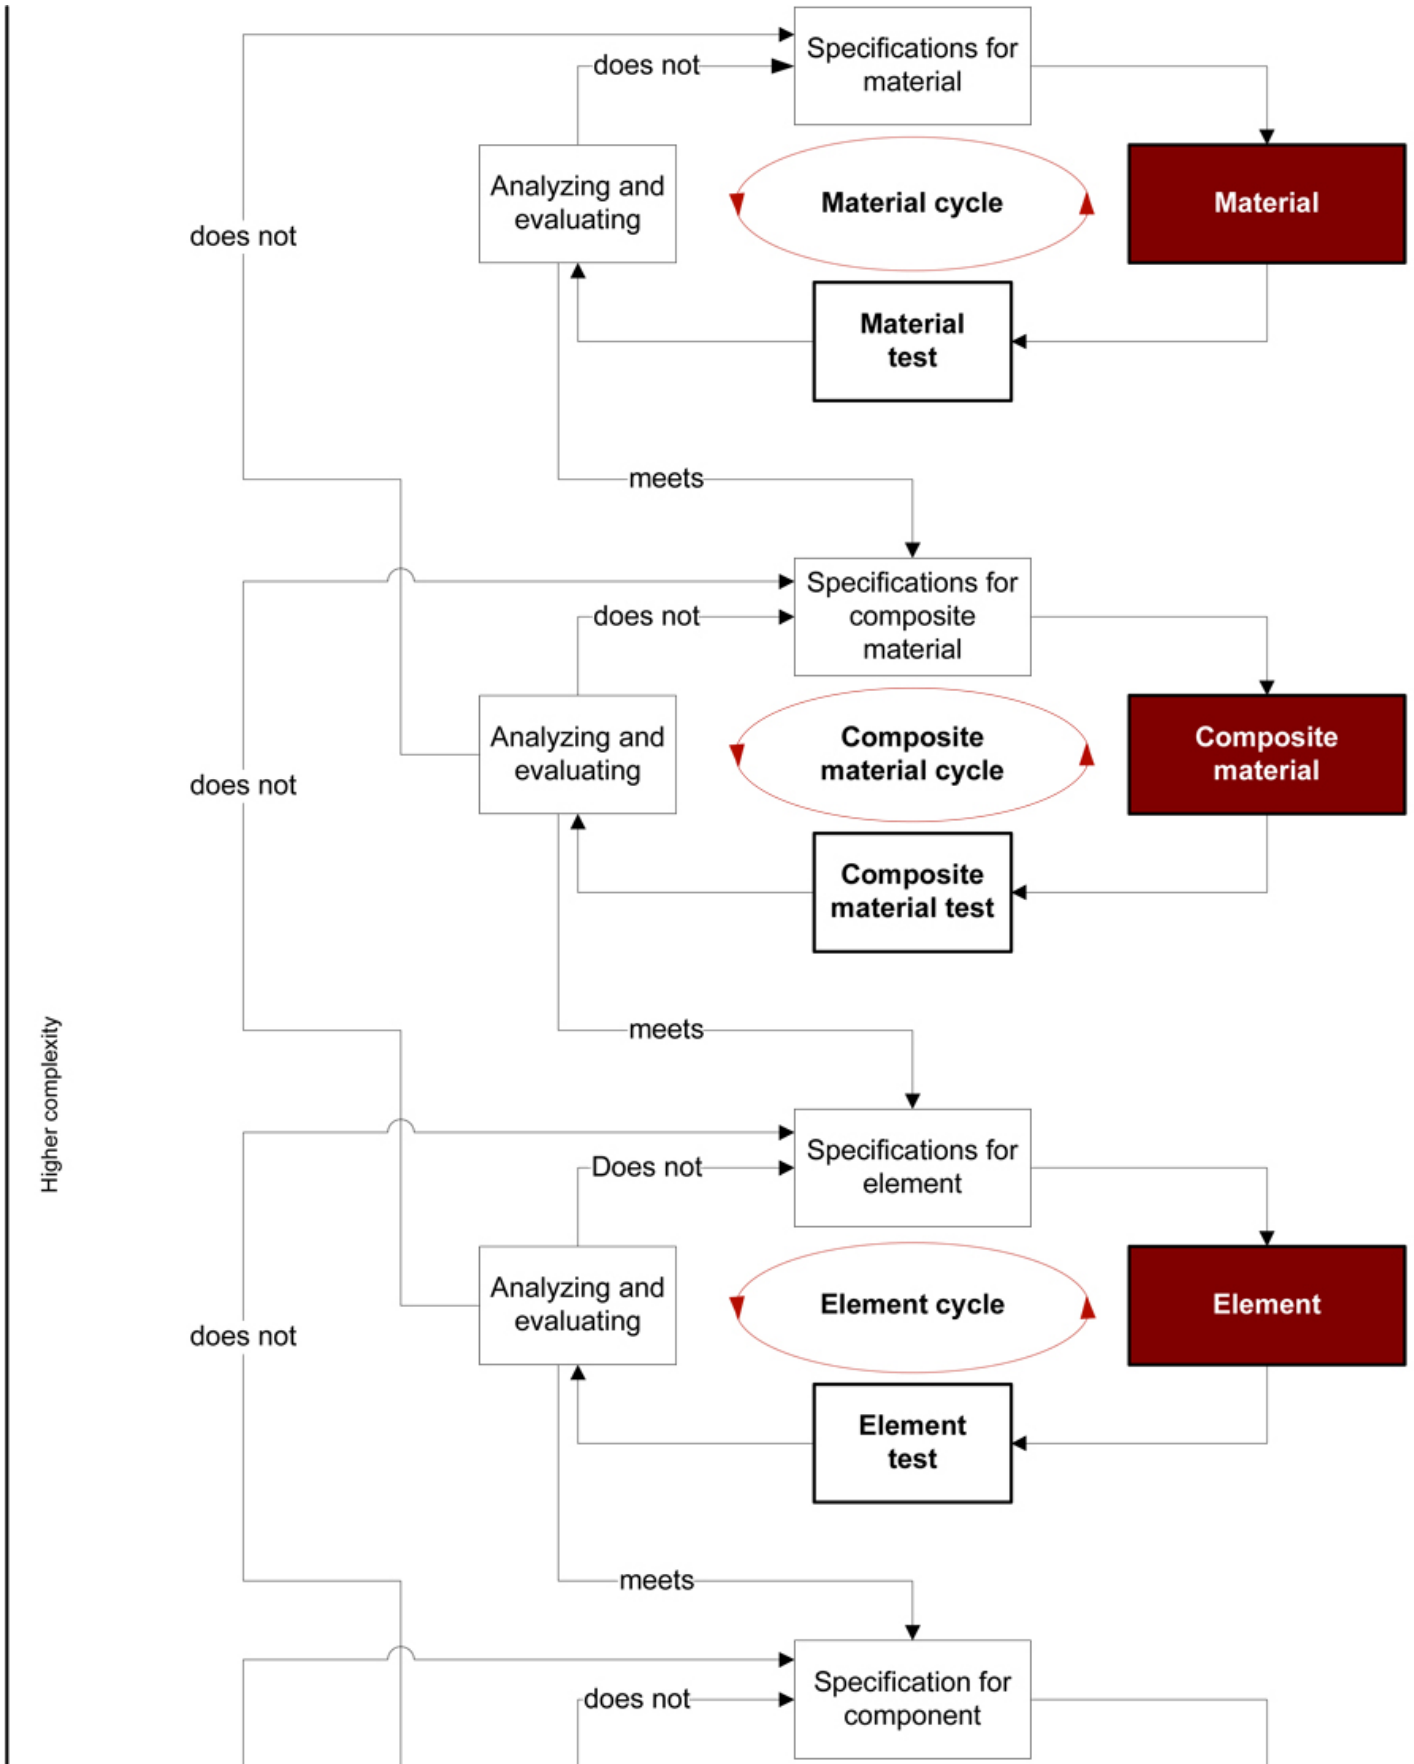 Specifications for
material
does not
Analyzing and
evaluating
Material cycle
Material
does not
Material
test
meets
Specifications for
composite
material
does not
Analyzing and
evaluating
Composite
material cycle
Composite
material
does not
Composite
material test
meets
Higher complexity
Specifications for
element
Does not
Analyzing and
evaluating
Element cycle
Element
does not
Element
test
meets
Specification for
component
does not